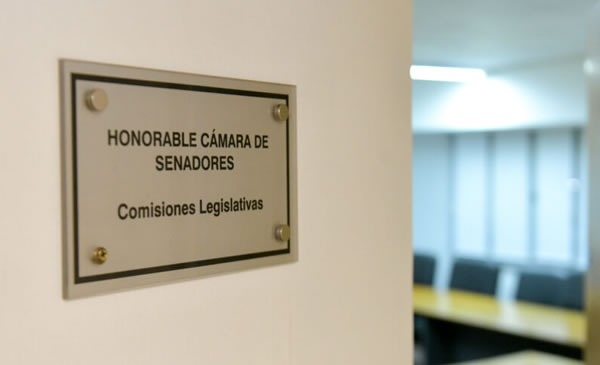 HONORABLE CÁMARA DE
SENADORES
Comisiones Legislativas